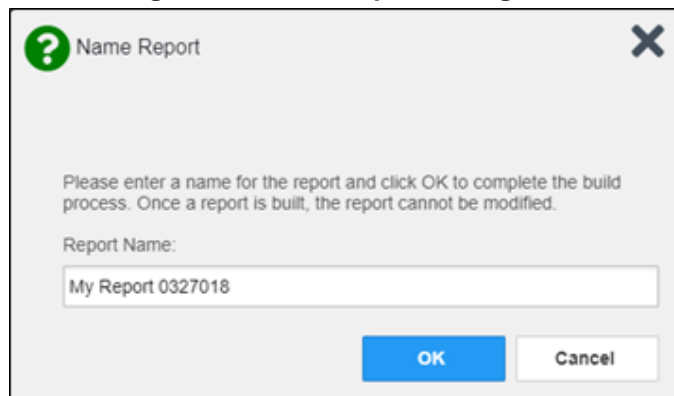 Name Report
Please enter a name for the report and click OK to complete the build
process. Once a report is built, the report cannot be modified.
Report Name:
My Report 0327018
OK
Cancel